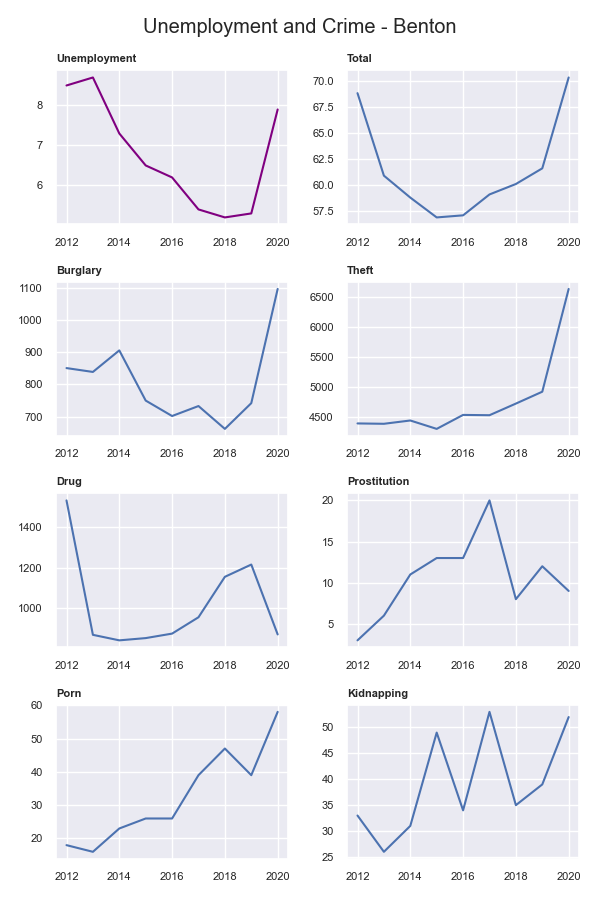 Unemployment and Crime - Benton
Unemployment
8
7
6
2012 2014 2016 2018 2020
Total
70.0
67.5
65.0
62.5
60.0
57.5
2012 2014 2016 2018 2020
Burglary
1100
1000
900
800
700
2012 2014 2016 2018 2020
Theft
6500
6000
5500
5000
4500
2012 2014 2016 2018 2020
Drug
1400
1200
1000
2012 2014 2016 2018 2020
Prostitution
20
15
10
5
2012 2014 2016 2018 2020
Porn
60
50
40
30
20
2012 2014 2016 2018 2020
Kidnapping
50
45
40
35
30
25
2012 2014 2016 2018 2020